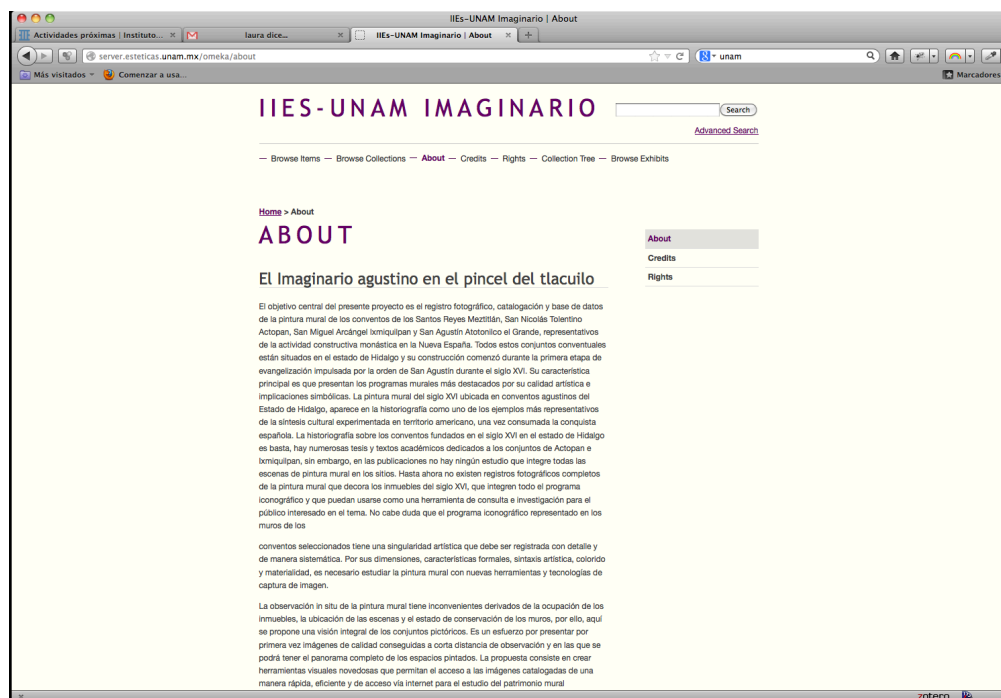 IIEs-UNAM Imaginario | About
Actividades próximas | Instituto...
laura dice...
IIEs-UNAM Imaginario | About
server.esteticas.unam.mx/omeka/about
unam
Más visitados
Comenzar a usa...
Marcadores
IIES-UNAM IMAGINARIO
Search
Advanced Search
— Browse Items — Browse Collections — About — Credits — Rights — Collection Tree — Browse Exhibits
Home > About
ABOUT
About
Credits
Rights
El Imaginario agustino en el pincel del tlacuilo
El objetivo central del presente proyecto es el registro fotográfico, catalogación y base de datos
de la pintura mural de los conventos de los Santos Reyes Meztitlán, San Nicolás Tolentino
Actopan, San Miguel Arcángel Ixmiquilpan y San Agustín Atotonilco el Grande, representativos
de la actividad constructiva monástica en la Nueva España. Todos estos conjuntos conventuales
están situados en el estado de Hidalgo y su construcción comenzó durante la primera etapa de
evangelización impulsada por la orden de San Agustín durante el siglo XVI. Su característica
principal es que presentan los programas murales más destacados por su calidad artística e
implicaciones simbólicas. La pintura mural del siglo XVI ubicada en conventos agustinos del
Estado de Hidalgo, aparece en la historiografía como uno de los ejemplos más representativos
de la síntesis cultural experimentada en territorio americano, una vez consumada la conquista
española. La historiografía sobre los conventos fundados en el siglo XVI en el estado de Hidalgo
es basta, hay numerosas tesis y textos académicos dedicados a los conjuntos de Actopan e
Ixmiquilpan, sin embargo, en las publicaciones no hay ningún estudio que integre todas las
escenas de pintura mural en los sitios. Hasta ahora no existen registros fotográficos completos
de la pintura mural que decora los inmuebles del siglo XVI, que integren todo el programa
iconográfico y que puedan usarse como una herramienta de consulta e investigación para el
público interesado en el tema. No cabe duda que el programa iconográfico representado en los
muros de los
conventos seleccionados tiene una singularidad artística que debe ser registrada con detalle y
de manera sistemática. Por sus dimensiones, características formales, sintaxis artística, colorido
y materialidad, es necesario estudiar la pintura mural con nuevas herramientas y tecnologías de
captura de imagen.
La observación in situ de la pintura mural tiene inconvenientes derivados de la ocupación de los
inmuebles, la ubicación de las escenas y el estado de conservación de los muros, por ello, aquí
se propone una visión integral de los conjuntos pictóricos. Es un esfuerzo por presentar por
primera vez imágenes de calidad conseguidas a corta distancia de observación y en las que se
podrá tener el panorama completo de los espacios pintados. La propuesta consiste en crear
herramientas visuales novedosas que permitan el acceso a las imágenes catalogadas de una
manera rápida, eficiente y de acceso vía internet para el estudio del patrimonio mural
zotero